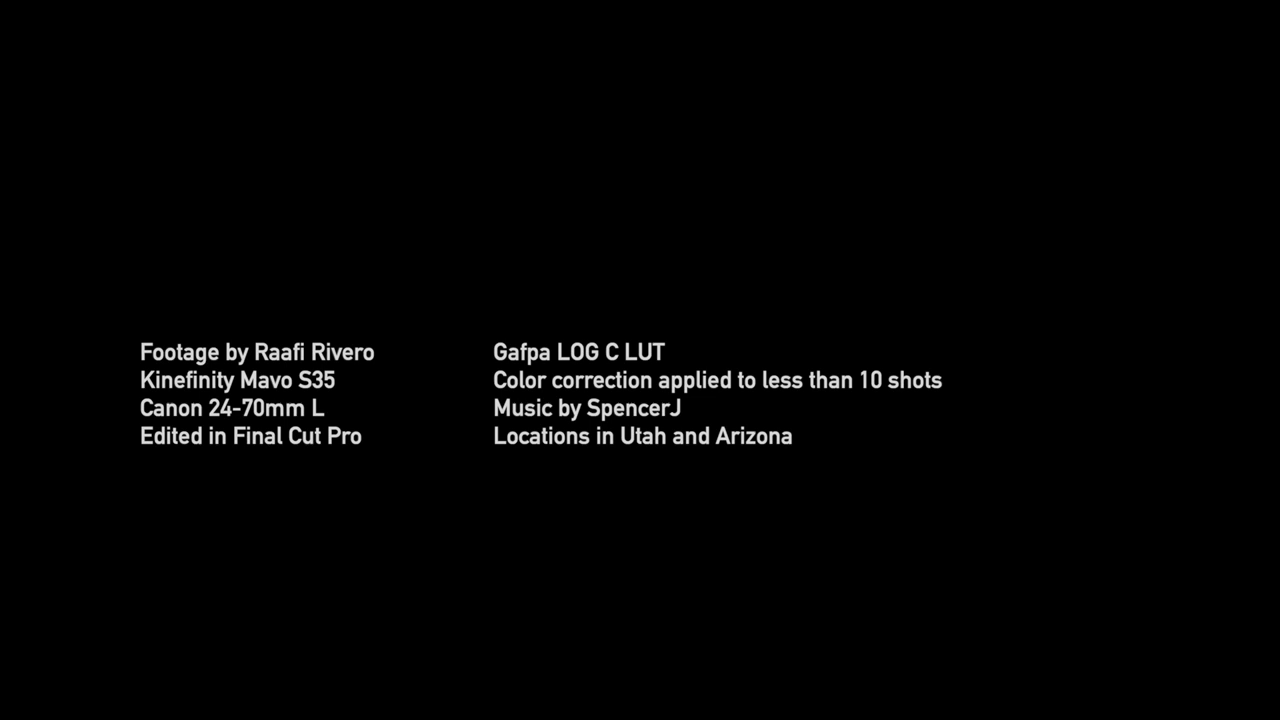 Footage by Raafi Rivero
Kinefinity Mavo S35
Canon 24-70mm L
Edited in Final Cut Pro
Gafpa LOG C LUT
Color correction applied to less than 10 shots
Music by SpencerJ
Locations in Utah and Arizona